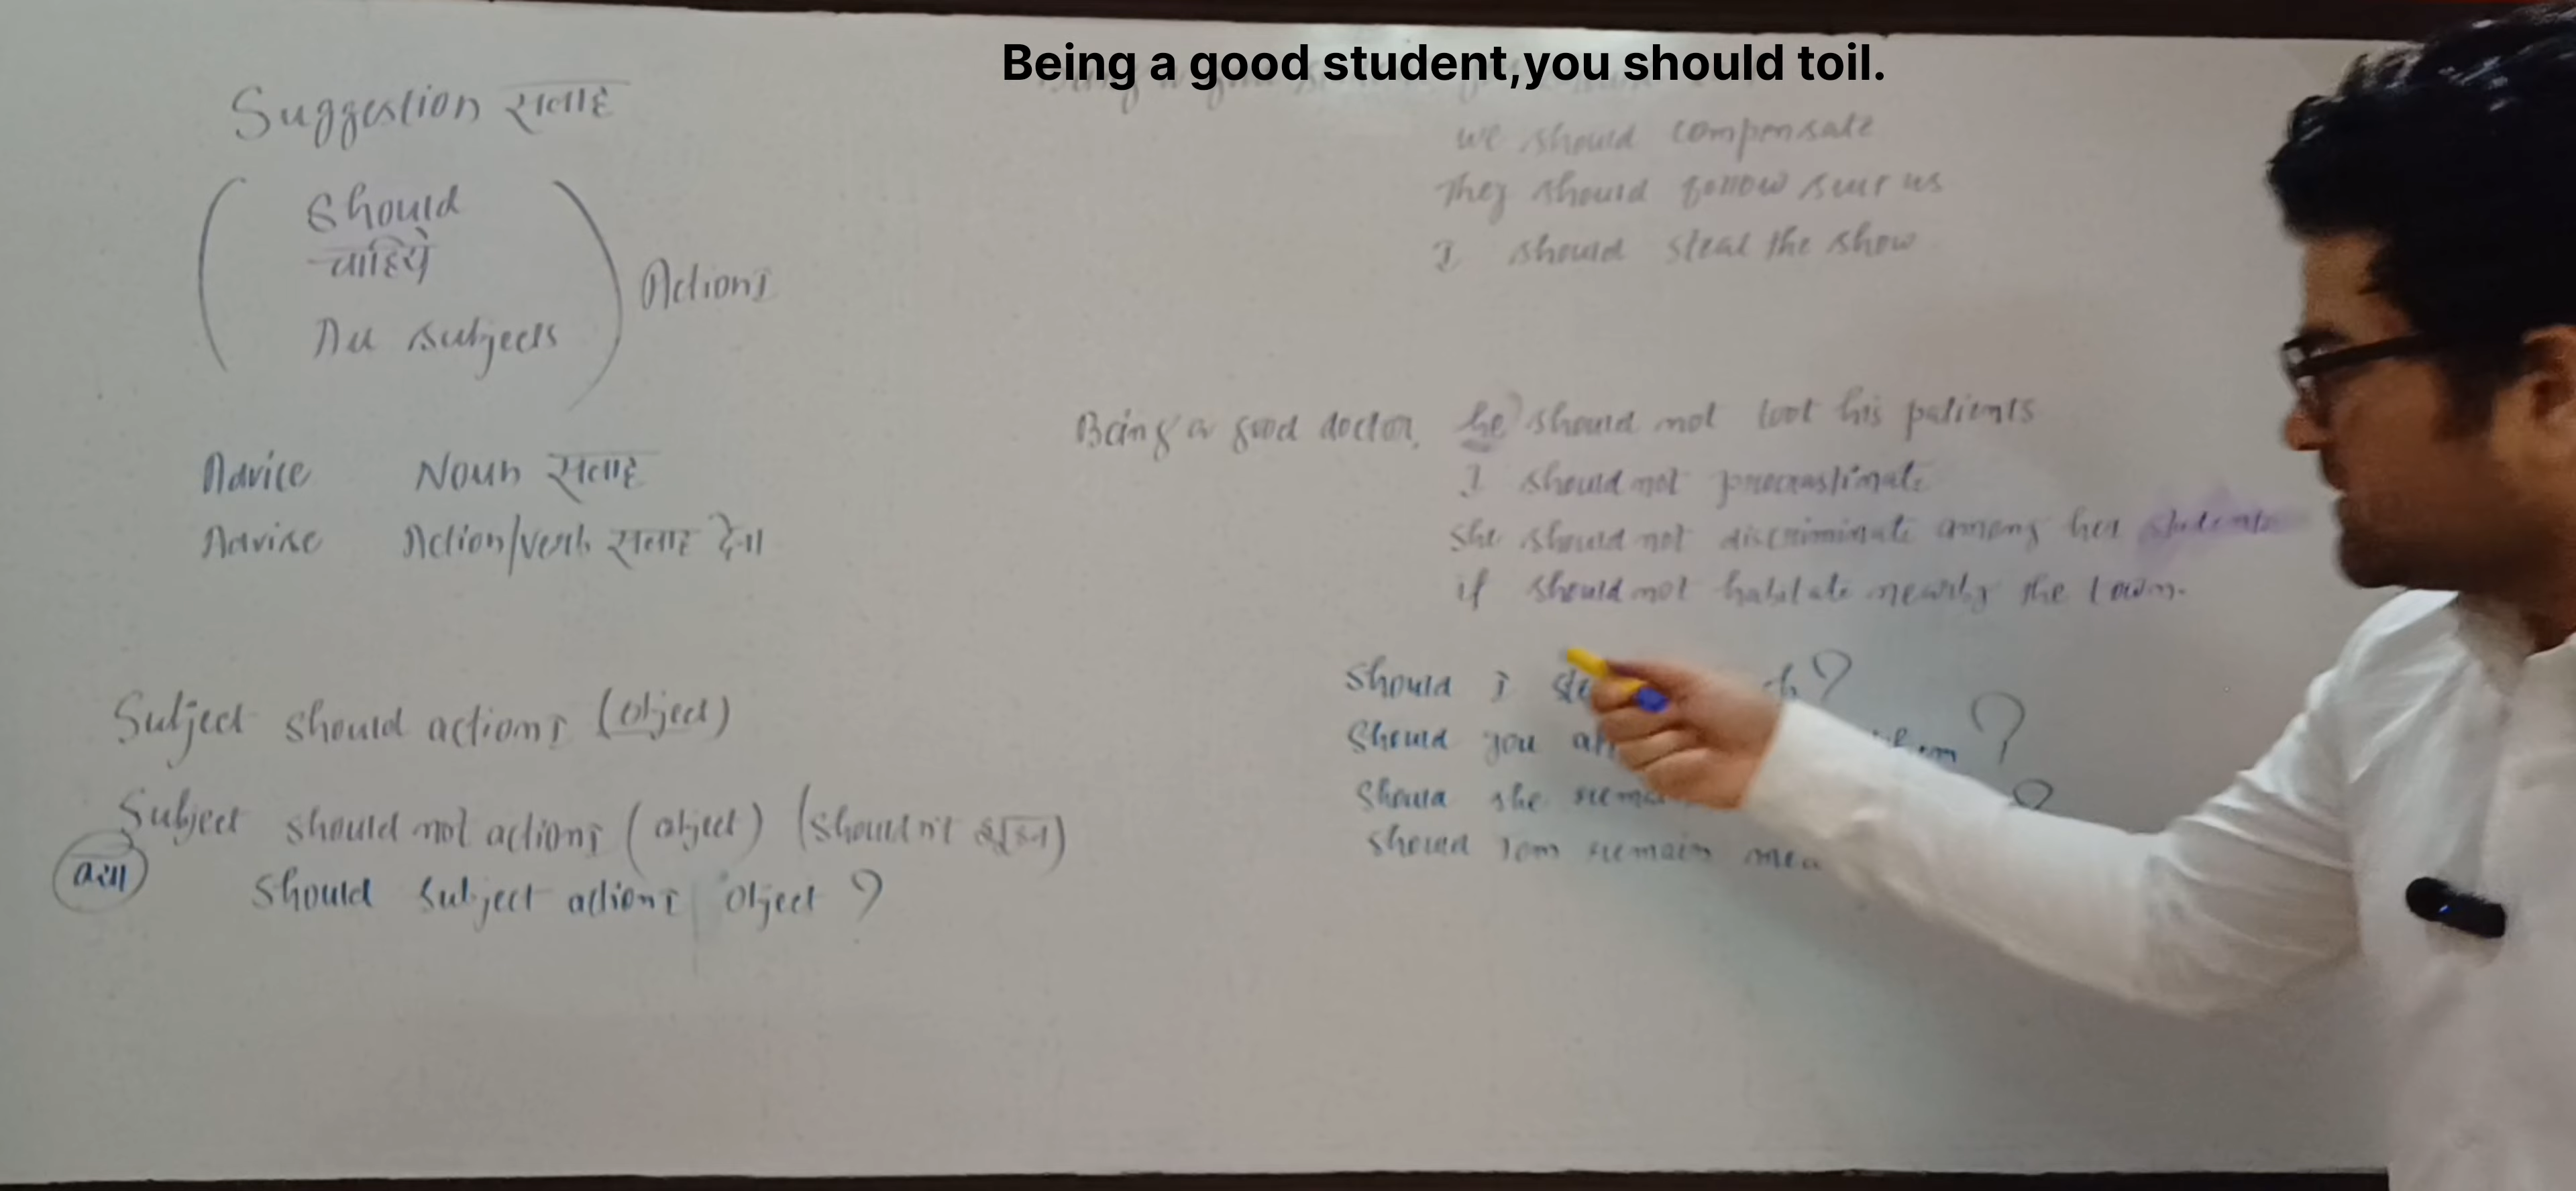 Being a good student,you should toil.
Suggestion सलाह
Should
चाहिये
All subjects
Actions
Advice Noun सलाह
Advise Action/verb सलाह देना
Subject should action1 (object)
Subject should not action1 (object) (shouldn't
क्या should subject action1 object ?
we should compensate
They should follow suit us
I should steal the show
Being a good doctor, he should not loot his patients
I should not procrastinate
she should not discriminate among her students
it should not habitate nearby the town.
Should I ?
Should you them ?
Should she ?
should Tom remain